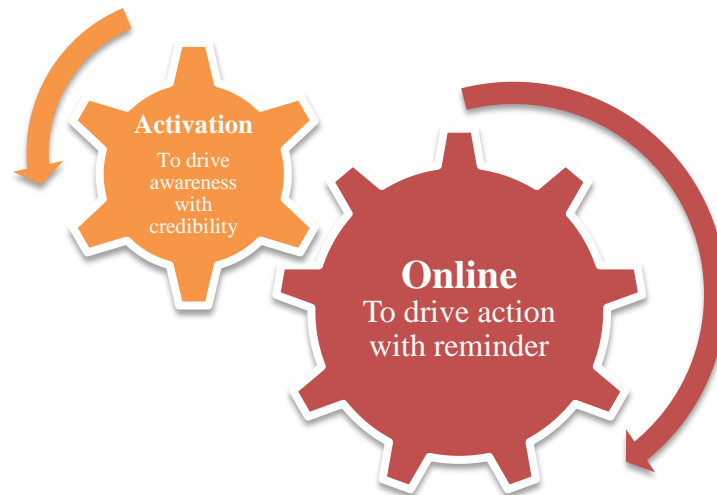 Activation
To drive
awareness
with
credibility
Online
To drive action
with reminder